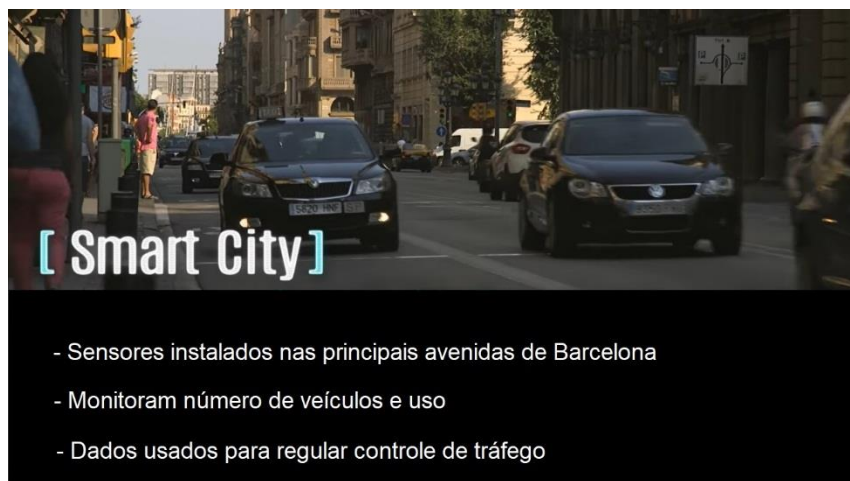 [ Smart City ]
- Sensores instalados nas principais avenidas de Barcelona
- Monitoram número de veículos e uso
- Dados usados para regular controle de tráfego